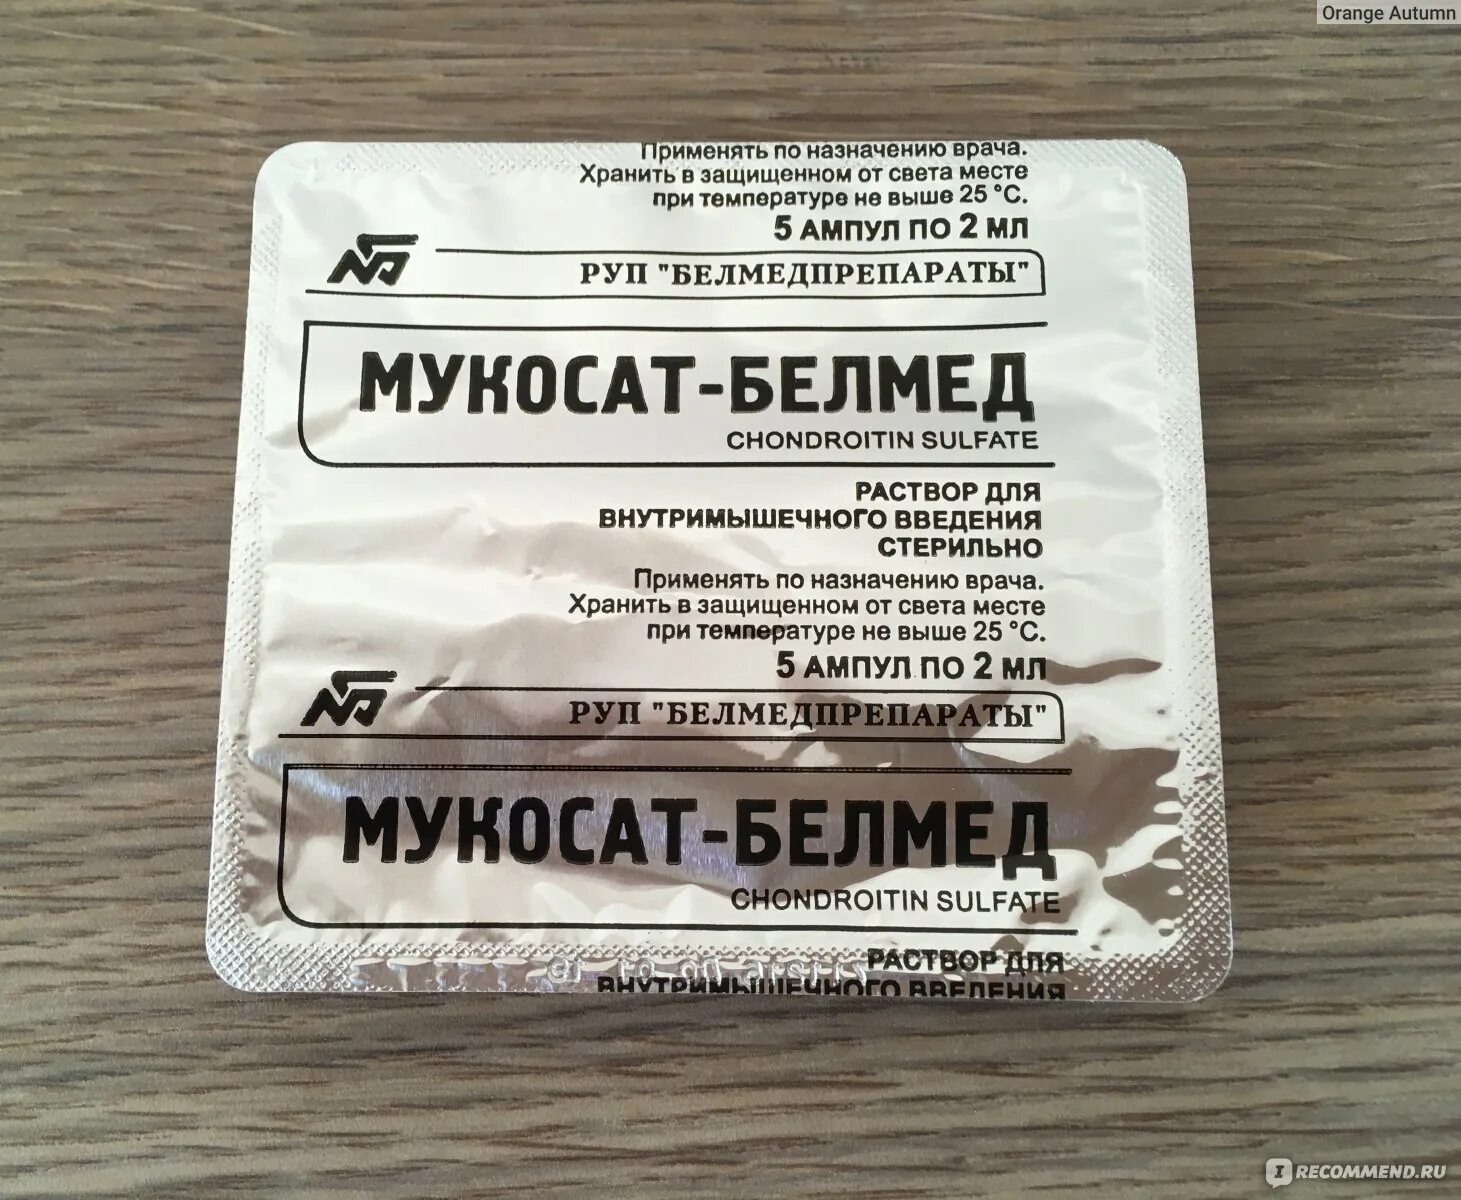 Orange Autumn
Применять по назначению врача.
Хранить в защищенном от света месте
при температуре не выше 25 °С.
5 АМПУЛ ПО 2 МЛ
РУП "БЕЛМЕДПРЕПАРАТЫ"
МУКОСАТ-БЕЛМЕД
CHONDROITIN SULFATE
РАСТВОР ДЛЯ
ВНУТРИМЫШЕЧНОГО ВВЕДЕНИЯ
СТЕРИЛЬНО
Применять по назначению врача.
Хранить в защищенном от света месте
при температуре не выше 25 °С.
5 АМПУЛ ПО 2 МЛ
РУП "БЕЛМЕДПРЕПАРАТЫ"
МУКОСАТ-БЕЛМЕД
CHONDROITIN SULFATE
РАСТВОР ДЛЯ
ВНУТРИМЫШЕЧНОГО ВВЕДЕНИЯ
IRECOMMEND.RU